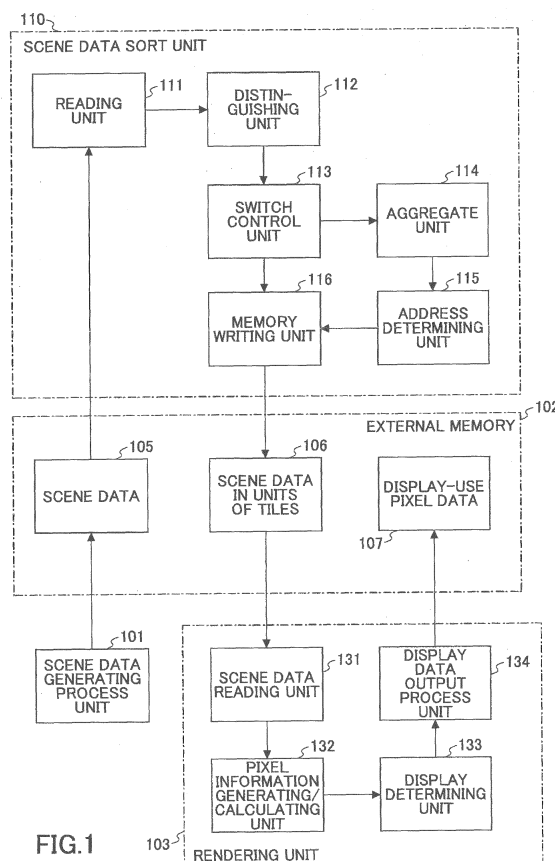 110
SCENE DATA SORT UNIT
111
READING
UNIT
112
DISTIN-
GUISHING
UNIT
113
SWITCH
CONTROL
UNIT
114
AGGREGATE
UNIT
116
MEMORY
WRITING UNIT
115
ADDRESS
DETERMINING
UNIT
102
EXTERNAL MEMORY
105
SCENE DATA
106
SCENE DATA
IN UNITS
OF TILES
DISPLAY-USE
PIXEL DATA
107
101
SCENE DATA
GENERATING
PROCESS
UNIT
131
SCENE DATA
READING UNIT
134
DISPLAY
DATA
OUTPUT
PROCESS
UNIT
132
PIXEL
INFORMATION
GENERATING/
CALCULATING
UNIT
133
DISPLAY
DETERMINING
UNIT
FIG.1
103
RENDERING UNIT